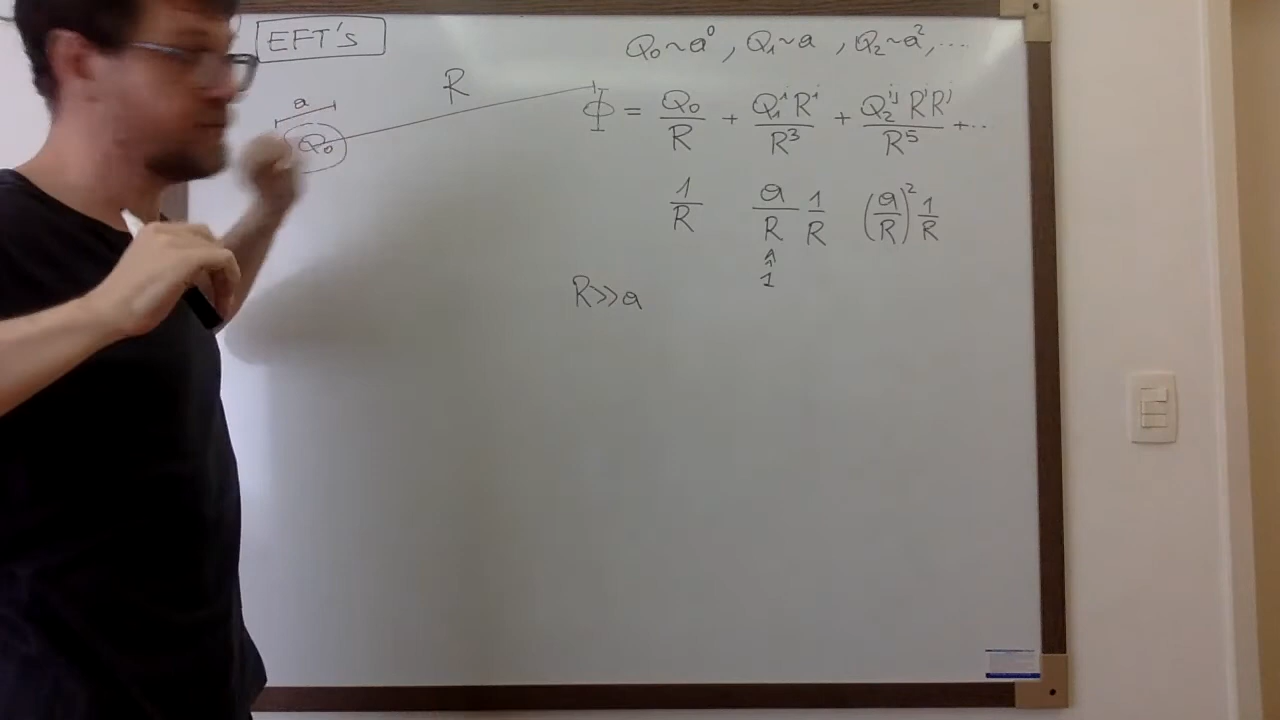 EFT's
Q₀~a⁰, Q₁~a, Q₂~a², ....
a
R
Q₀
Φ = Q₀/R + Q₁ⁱRⁱ/R³ + Q₂ⁱʲRⁱRʲ/R⁵ + ..
1/R a/R 1/R (a/R)² 1/R
^
1
R>>a